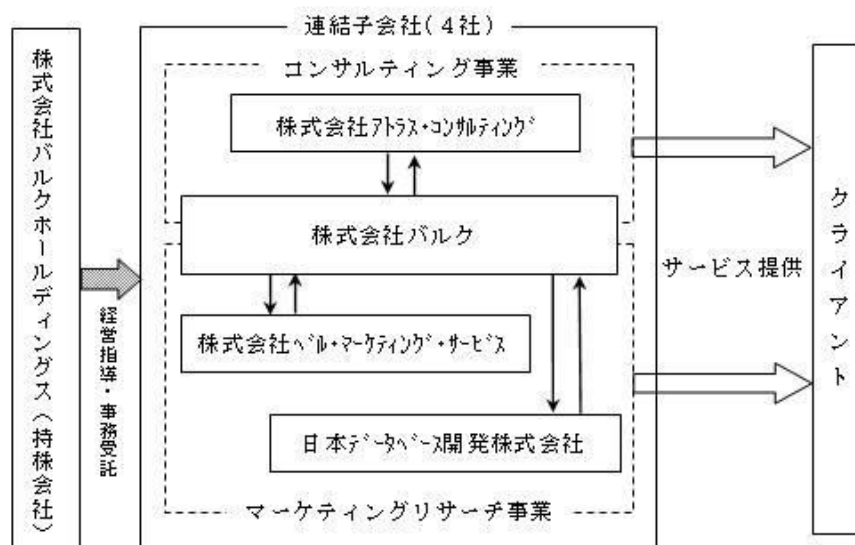 株式会社バルクホールディングス（持株会社）
経営指導・事務受託
連結子会社(４社)
コンサルティング事業
株式会社ｱﾄﾗｽ・ｺﾝｻﾙﾃｨﾝｸﾞ
株式会社バルク
株式会社ﾍﾞﾙ・ﾏｰｹﾃｨﾝｸﾞ・ｻｰﾋﾞｽ
日本ﾃﾞｰﾀﾍﾞｰｽ開発株式会社
マーケティングリサーチ事業
サービス提供
クライアント